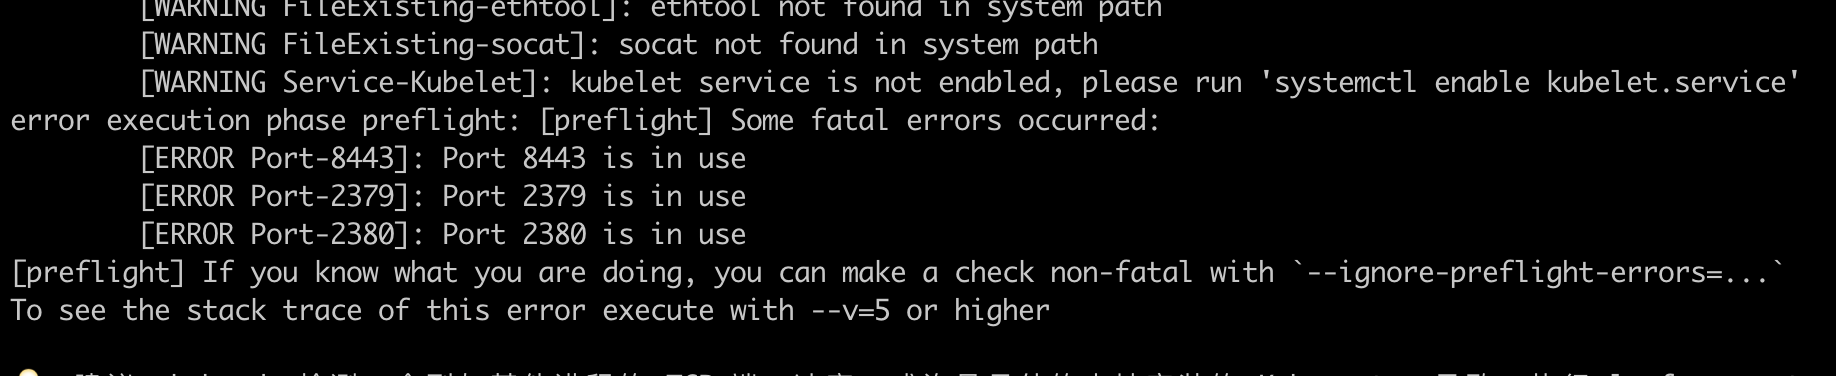 [WARNING FileExisting-ethtool]: ethtool not found in system path
[WARNING FileExisting-socat]: socat not found in system path
[WARNING Service-Kubelet]: kubelet service is not enabled, please run 'systemctl enable kubelet.service'
error execution phase preflight: [preflight] Some fatal errors occurred:
[ERROR Port-8443]: Port 8443 is in use
[ERROR Port-2379]: Port 2379 is in use
[ERROR Port-2380]: Port 2380 is in use
[preflight] If you know what you are doing, you can make a check non-fatal with `--ignore-preflight-errors=...`
To see the stack trace of this error execute with --v=5 or higher